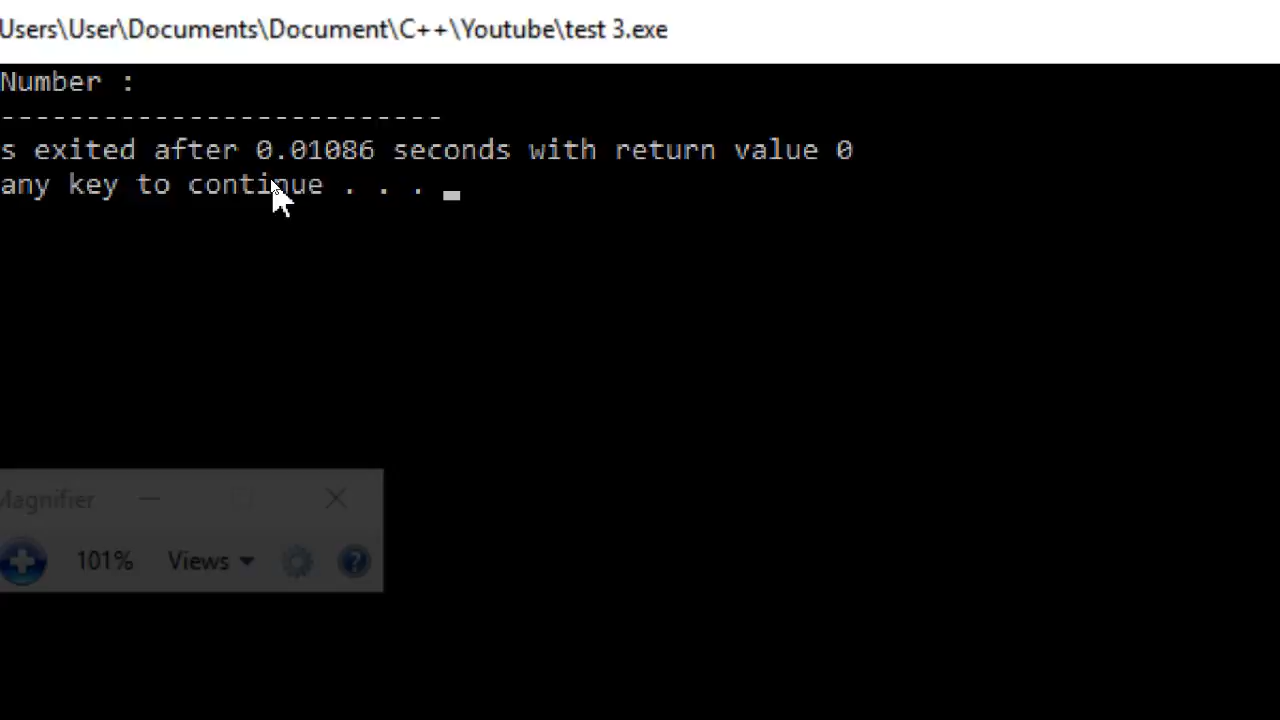 Users\User\Documents\Document\C++\Youtube\test 3.exe
Number :
--------------------------
s exited after 0.01086 seconds with return value 0
any key to continue . . .
Magnifier
101% Views